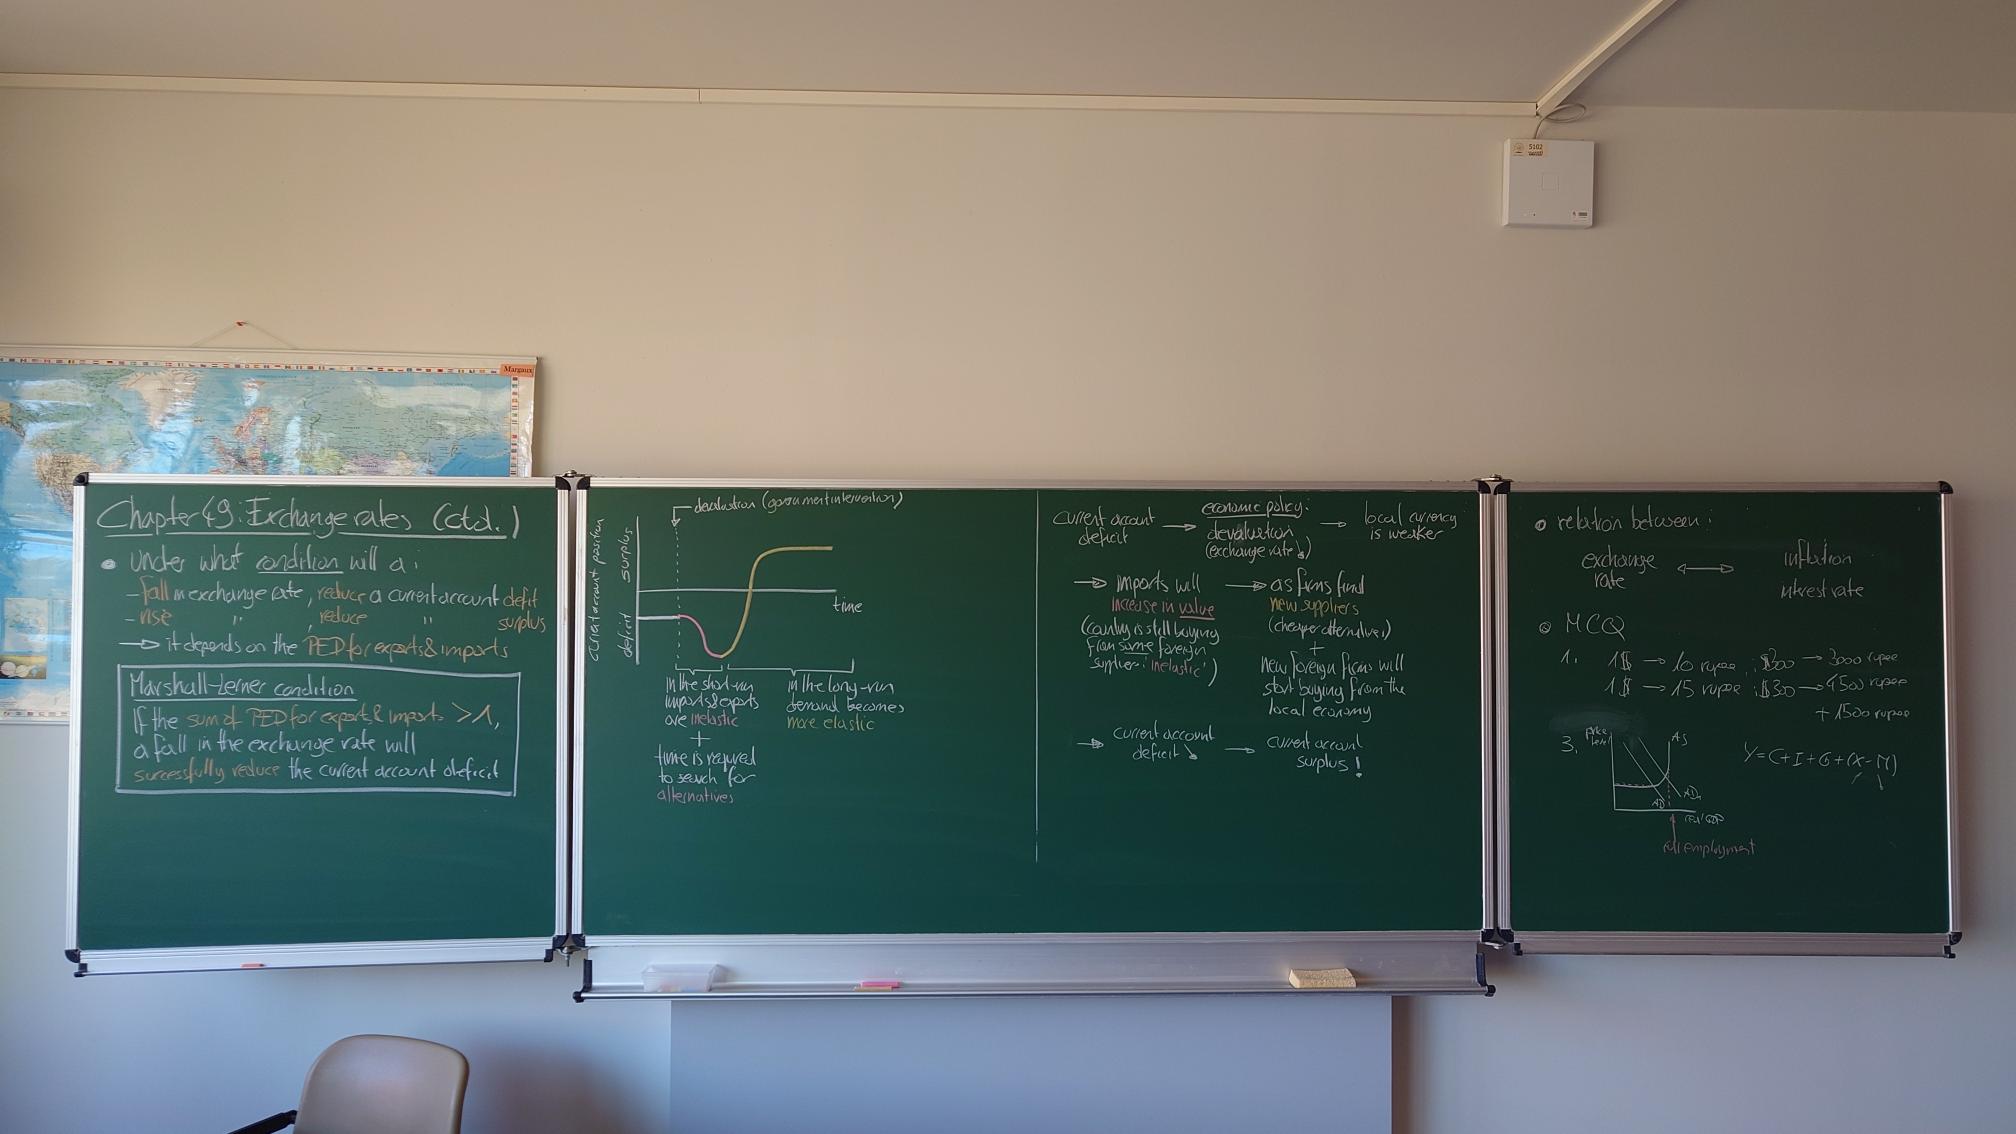 Margaux
5102
Chapter 49: Exchange rates (ctd.)
• Under what condition will a:
- fall in exchange rate, reduce a current account defit
- rise " , reduce " surplus
→ it depends on the PED for exports & imports
Marshall-Lerner condition
If the sum of PED for exports & imports >1,
a fall in the exchange rate will
successfully reduce the current account deficit
devaluation (government intervention)
current account position
surplus
deficit
time
in the short-run
imports & exports
are inelastic
+
time is required
to search for
alternatives
in the long-run
demand becomes
more elastic
current account
deficit
→ economic policy:
devaluation
(exchange rate ↓)
→ local currency
is weaker
→ imports will
increase in value
(country is still buying
from same foreign
supplier: 'inelastic')
→ as firms find
new suppliers
(cheaper alternatives)
+
new foreign firms will
start buying from the
local economy
→ current account
deficit ↓
→ current account
surplus!
• relation between:
exchange
rate
↔
inflation
interest rate
• MCQ
1. 1$ → 10 rupee ; $300 → 3000 rupee
1$ → 15 rupee ; $300 → 4500 rupee
+ 1500 rupee
3.
price
level
AS
AD
AD₁
real GDP
full employment
Y=C+I+G+(X-M)